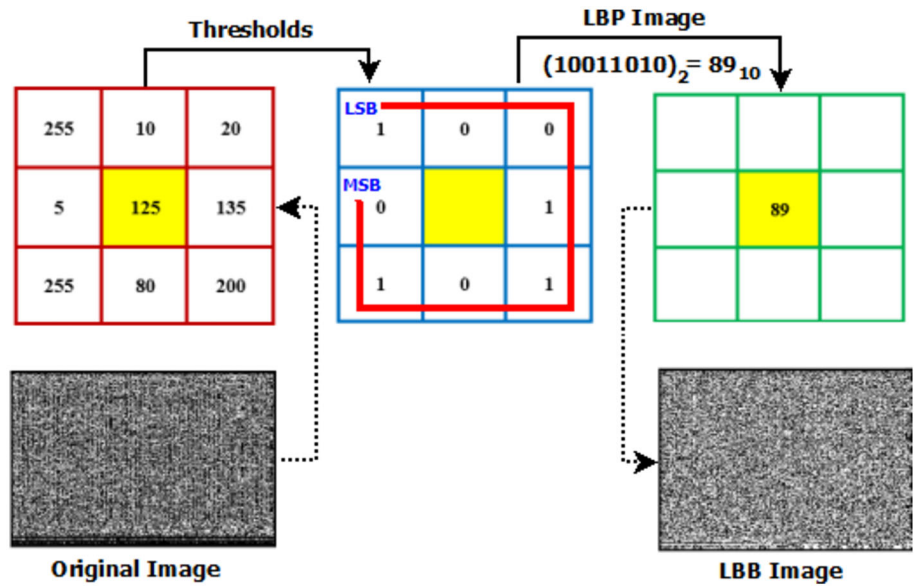 LBP Image
Thresholds
(10011010)2= 8910
255 10 20
5 125 135
255 80 200
LSB
1 0 0
MSB
0 1
1 0 1
89
Original Image
LBB Image